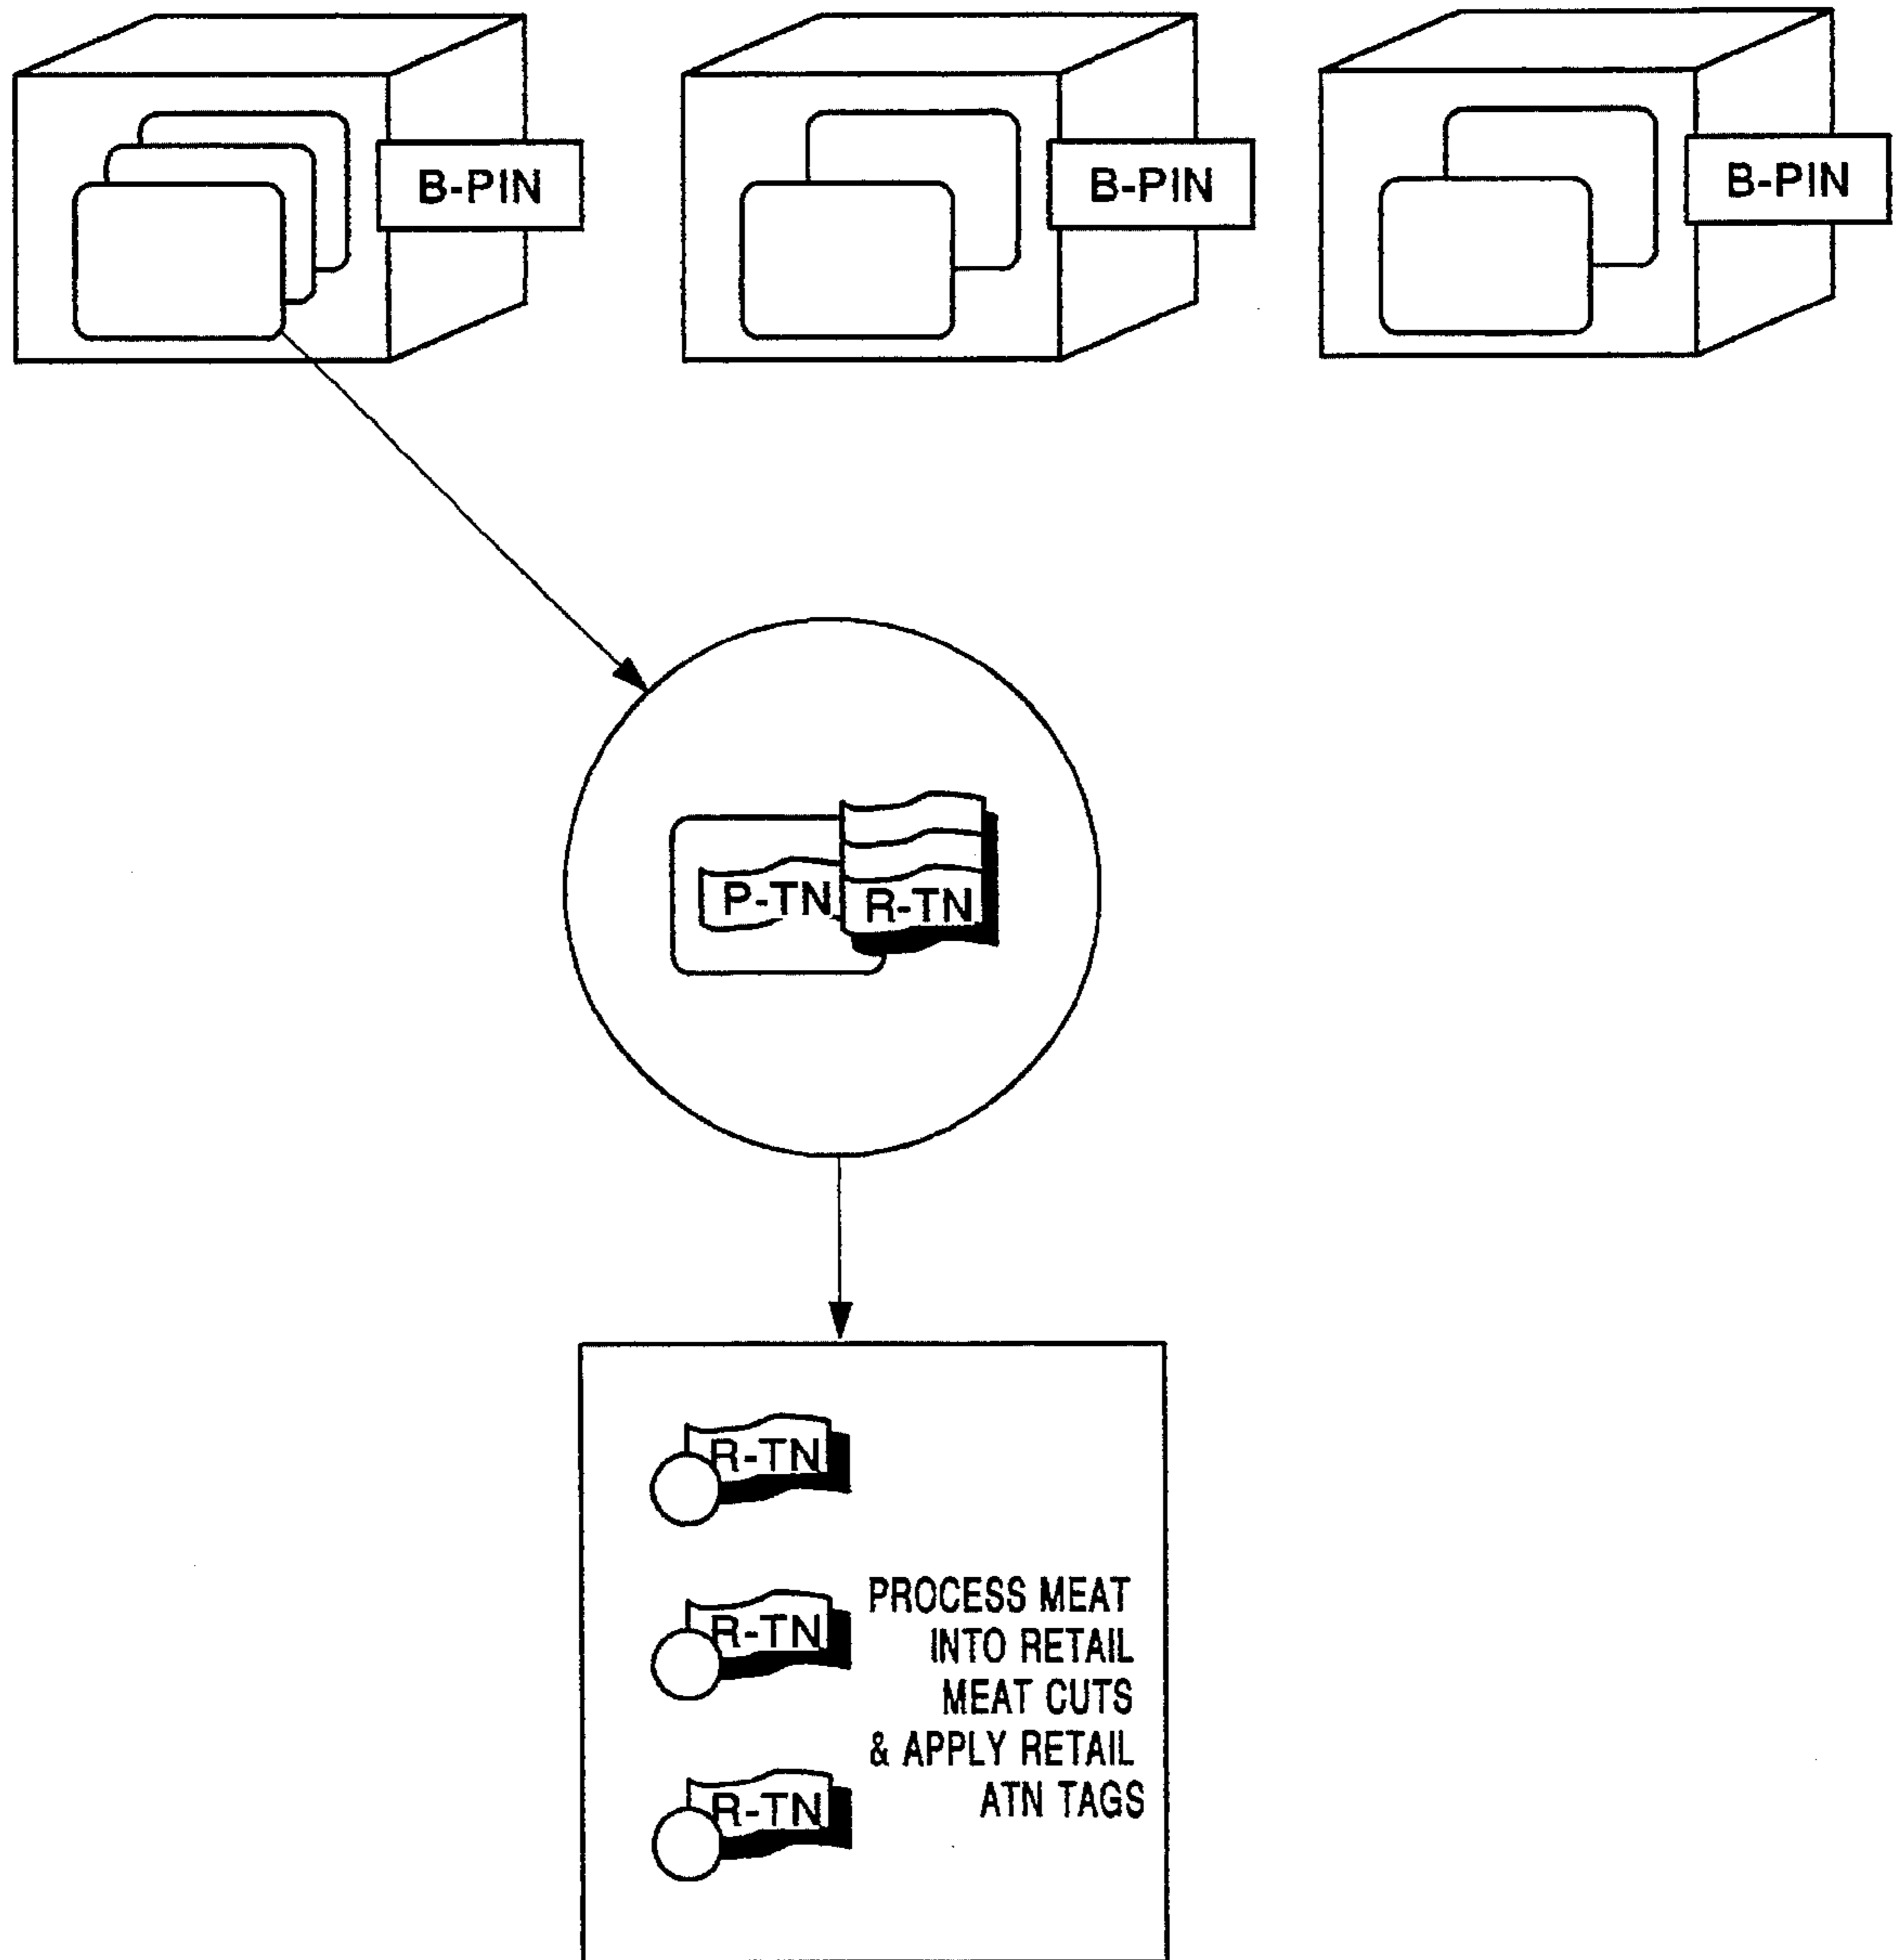 B-PIN
B-PIN
B-PIN
P-TN
R-TN
R-TN
R-TN
R-TN
PROCESS MEAT
INTO RETAIL
MEAT CUTS
& APPLY RETAIL
ATN TAGS